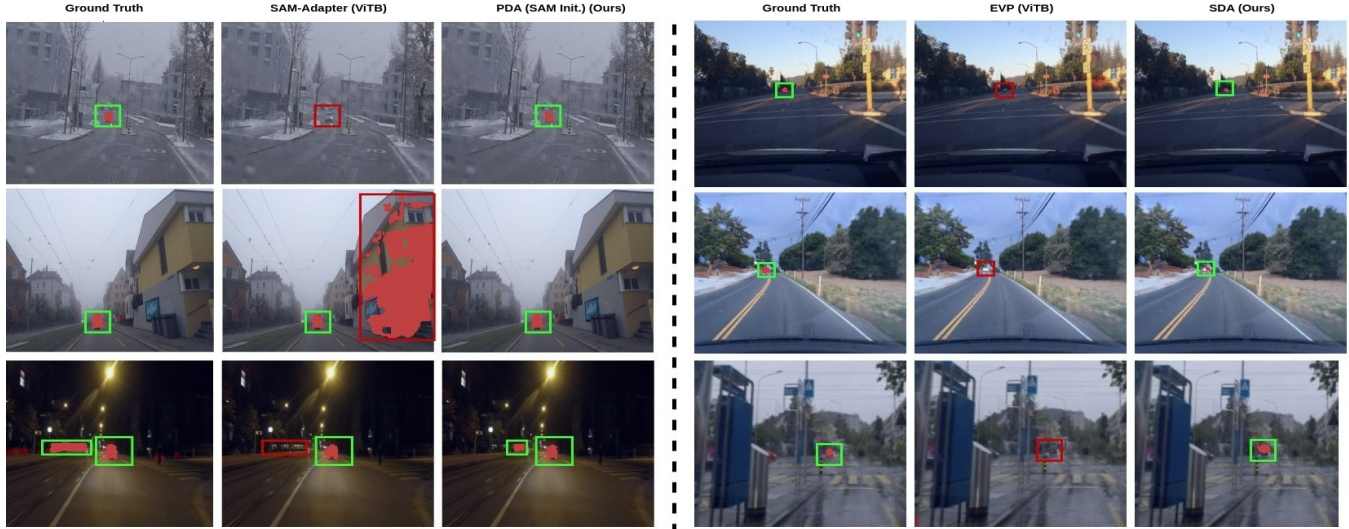 Ground Truth
SAM-Adapter (ViTB)
PDA (SAM Init.) (Ours)
Ground Truth
EVP (ViTB)
SDA (Ours)